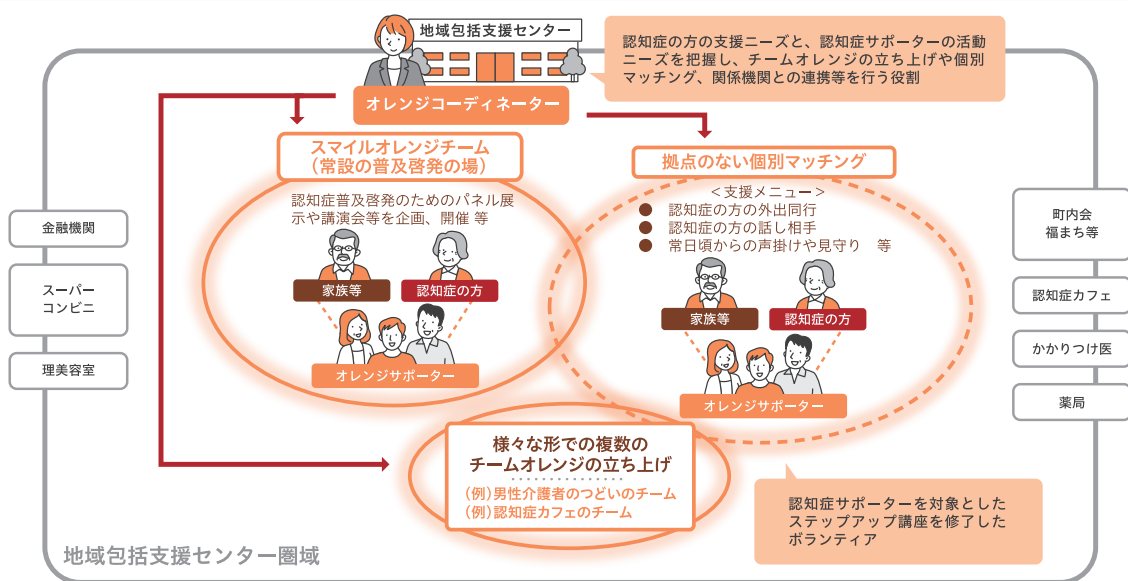 地域包括支援センター
認知症の方の支援ニーズと、認知症サポーターの活動
ニーズを把握し、チームオレンジの立ち上げや個別
マッチング、関係機関との連携等を行う役割
オレンジコーディネーター
スマイルオレンジチーム
（常設の普及啓発の場）
認知症普及啓発のためのパネル展
示や講演会等を企画、開催 等
家族等
認知症の方
オレンジサポーター
拠点のない個別マッチング
＜支援メニュー＞
● 認知症の方の外出同行
● 認知症の方の話し相手
● 常日頃からの声掛けや見守り　等
家族等
認知症の方
オレンジサポーター
金融機関
スーパー
コンビニ
理美容室
町内会
福まち等
認知症カフェ
かかりつけ医
薬局
様々な形での複数の
チームオレンジの立ち上げ
（例）男性介護者のつどいのチーム
（例）認知症カフェのチーム
認知症サポーターを対象とした
ステップアップ講座を修了した
ボランティア
地域包括支援センター圏域